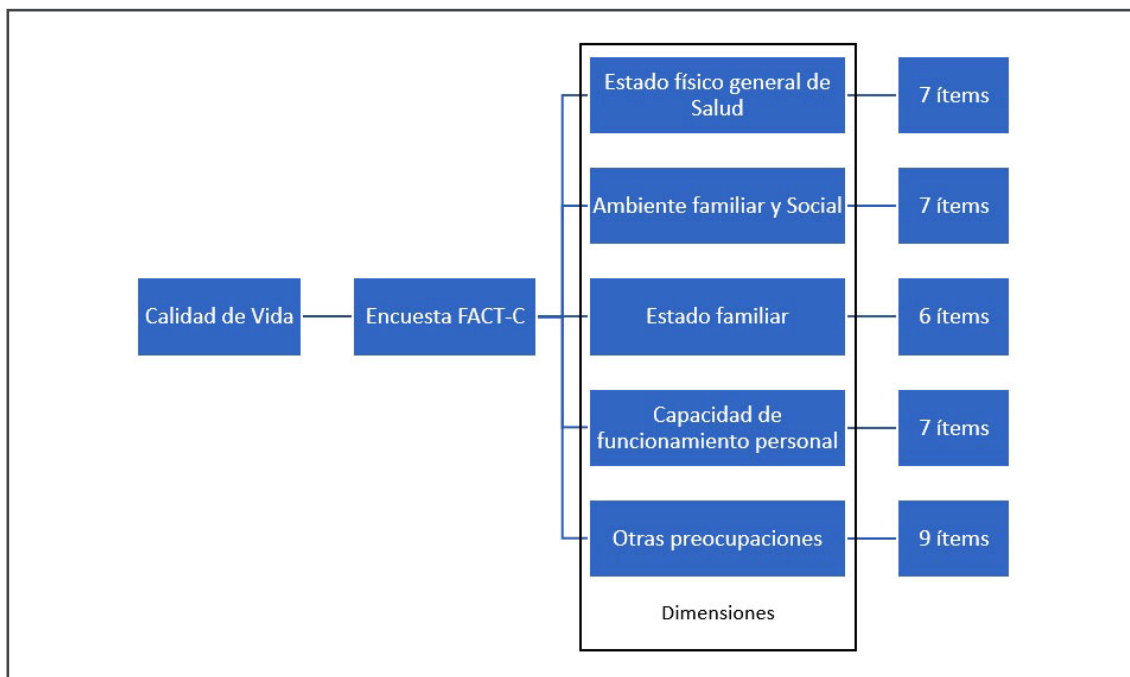 Estado físico general de
Salud
7 ítems
Ambiente familiar y Social
7 ítems
Calidad de Vida
Encuesta FACT-C
Estado familiar
6 ítems
Capacidad de
funcionamiento personal
7 ítems
Otras preocupaciones
9 ítems
Dimensiones